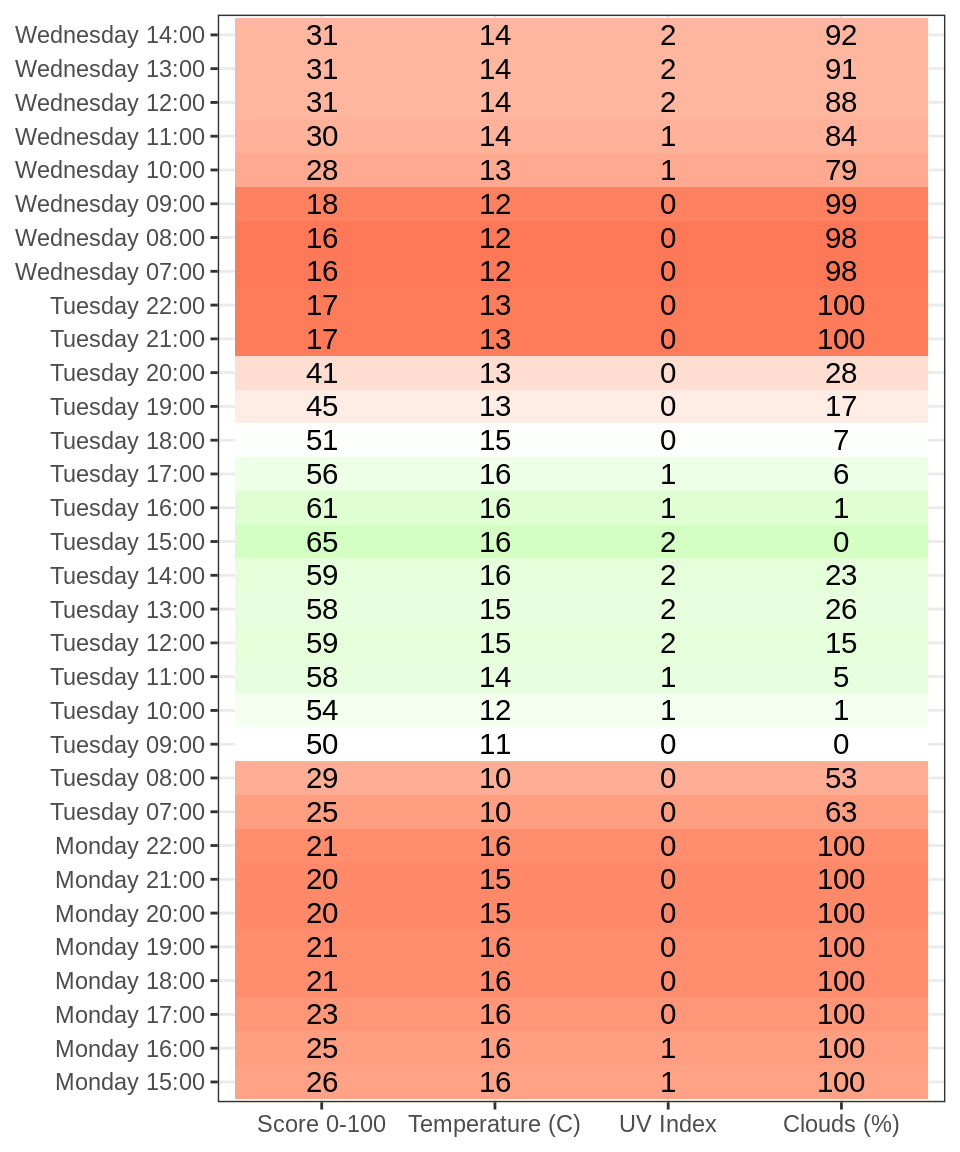 Wednesday 14:00 31 14 2 92
Wednesday 13:00 31 14 2 91
Wednesday 12:00 31 14 2 88
Wednesday 11:00 30 14 1 84
Wednesday 10:00 28 13 1 79
Wednesday 09:00 18 12 0 99
Wednesday 08:00 16 12 0 98
Wednesday 07:00 16 12 0 98
Tuesday 22:00 17 13 0 100
Tuesday 21:00 17 13 0 100
Tuesday 20:00 41 13 0 28
Tuesday 19:00 45 13 0 17
Tuesday 18:00 51 15 0 7
Tuesday 17:00 56 16 1 6
Tuesday 16:00 61 16 1 1
Tuesday 15:00 65 16 2 0
Tuesday 14:00 59 16 2 23
Tuesday 13:00 58 15 2 26
Tuesday 12:00 59 15 2 15
Tuesday 11:00 58 14 1 5
Tuesday 10:00 54 12 1 1
Tuesday 09:00 50 11 0 0
Tuesday 08:00 29 10 0 53
Tuesday 07:00 25 10 0 63
Monday 22:00 21 16 0 100
Monday 21:00 20 15 0 100
Monday 20:00 20 15 0 100
Monday 19:00 21 16 0 100
Monday 18:00 21 16 0 100
Monday 17:00 23 16 0 100
Monday 16:00 25 16 1 100
Monday 15:00 26 16 1 100
Score 0-100 Temperature (C) UV Index Clouds (%)